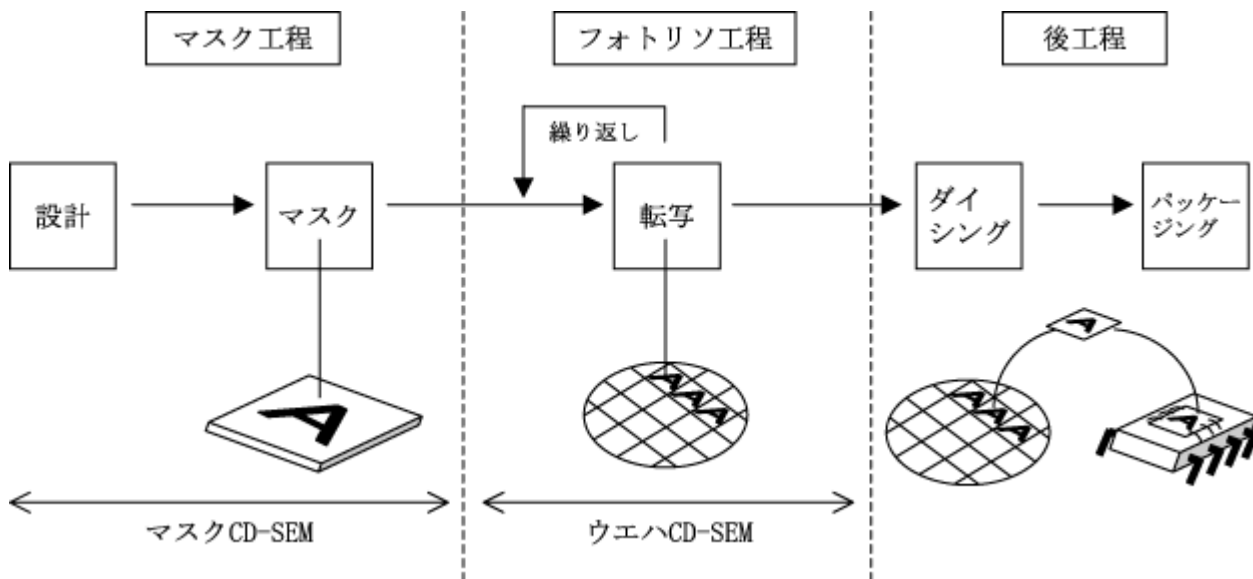 マスク工程
フォトリソ工程
後工程
繰り返し
設計
マスク
転写
ダイ
シング
パッケー
ジング
A
A
A
A
A
A
A
A
A
マスクCD-SEM
ウエハCD-SEM